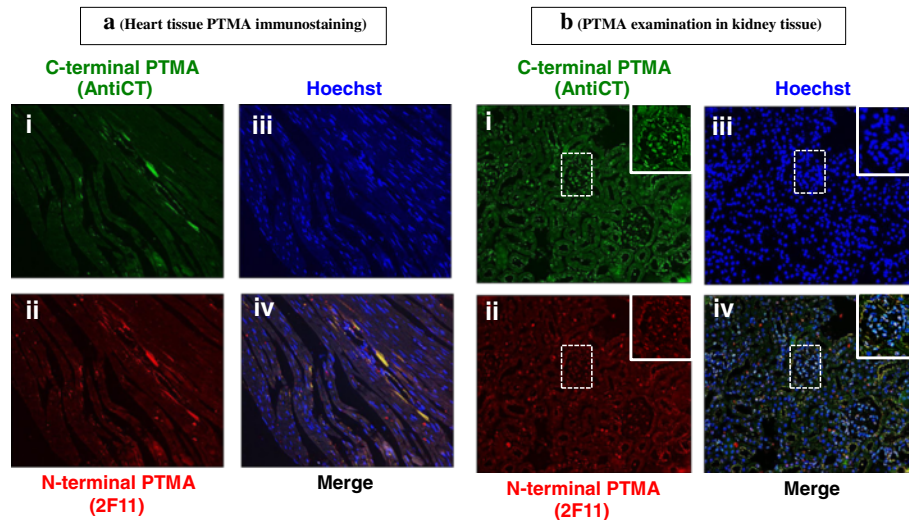 a (Heart tissue PTMA immunostaining)
C-terminal PTMA
(AntiCT)
Hoechst
i
iii
ii
iv
N-terminal PTMA
(2F11)
Merge
b (PTMA examination in kidney tissue)
C-terminal PTMA
(AntiCT)
Hoechst
i
iii
ii
iv
N-terminal PTMA
(2F11)
Merge